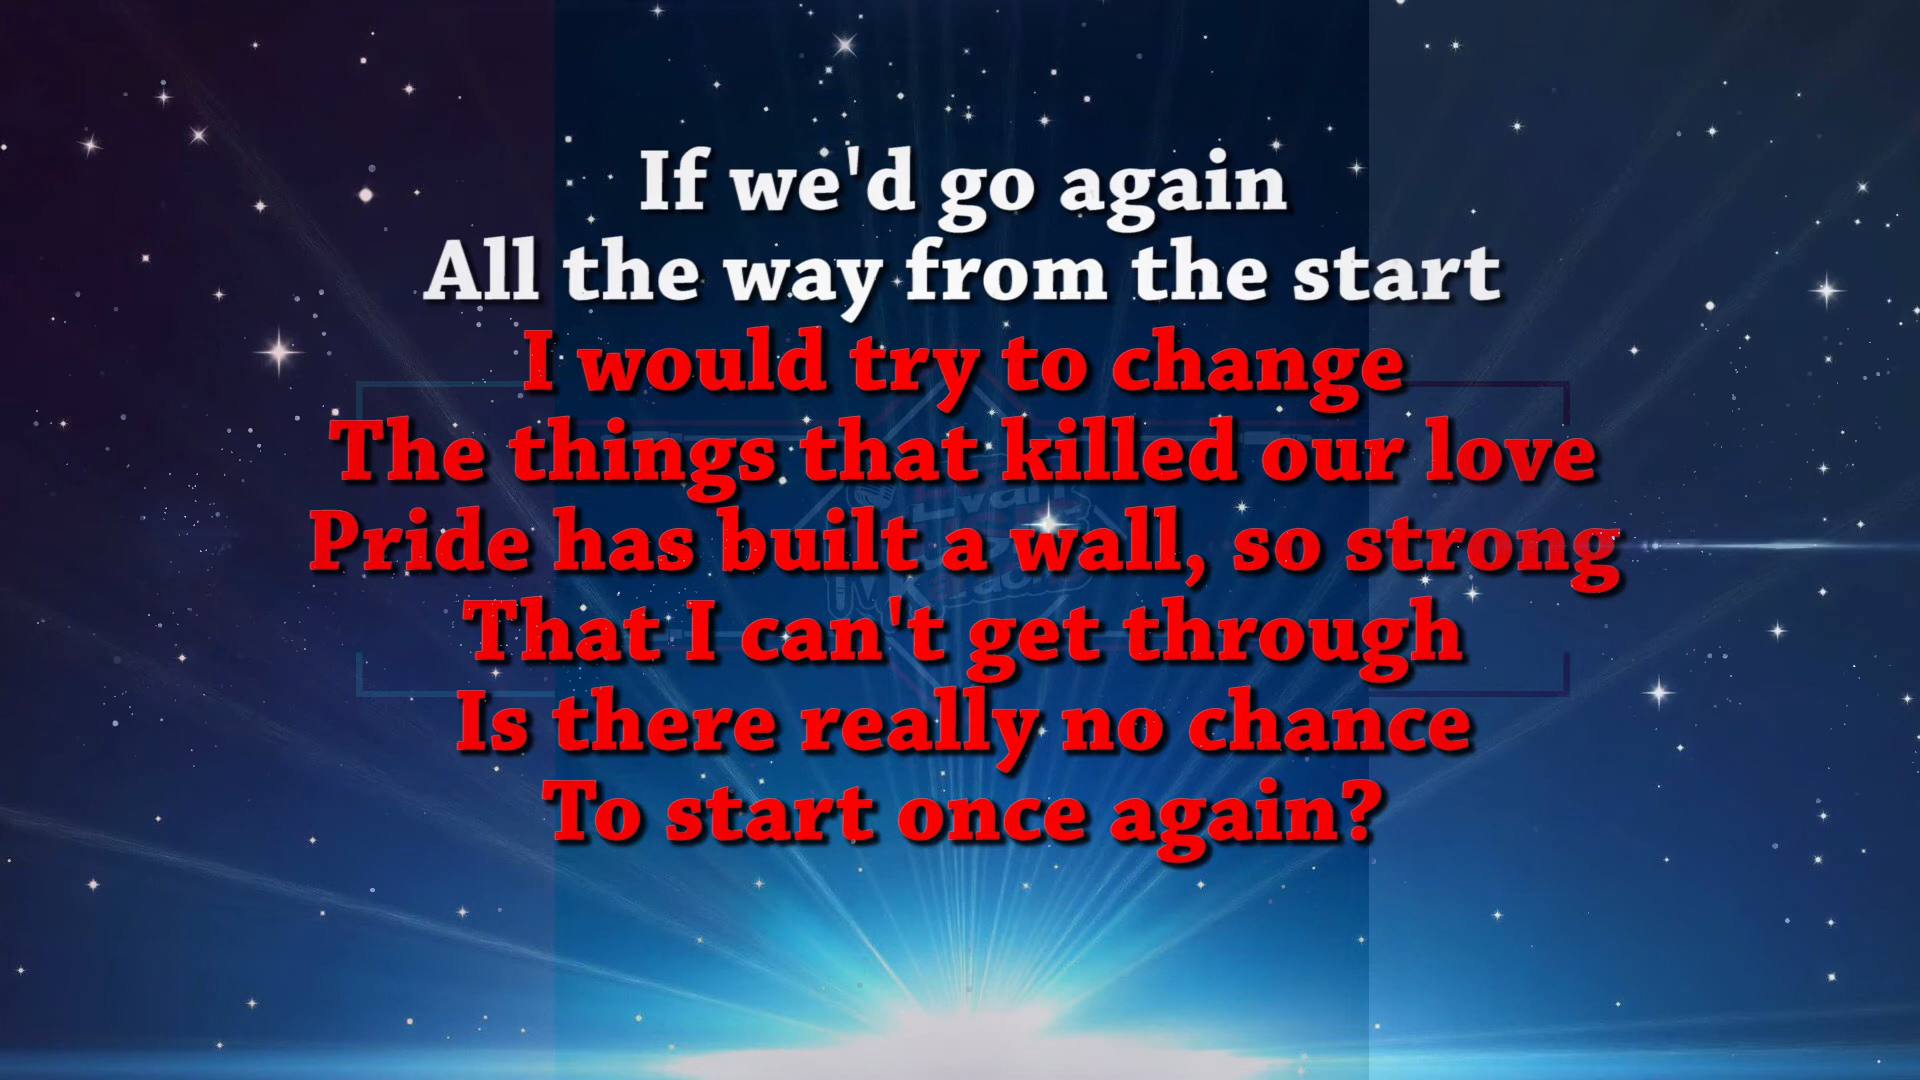 If we'd go again
All the way from the start
I would try to change
The things that killed our love
Pride has built a wall, so strong
That I can't get through
Is there really no chance
To start once again?